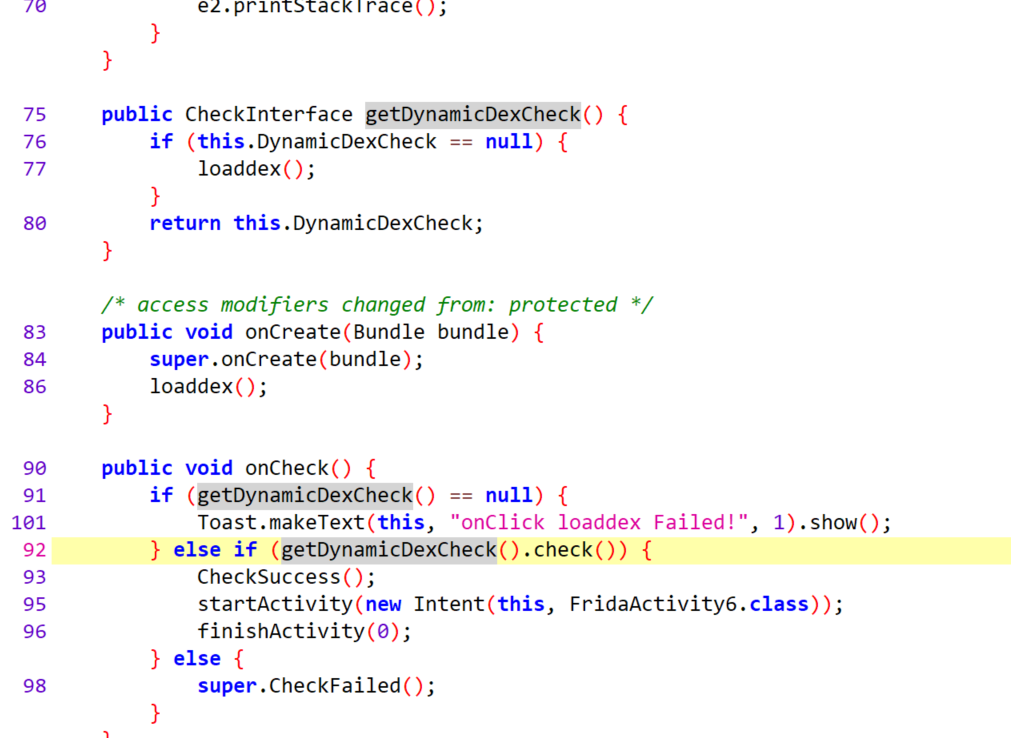 70 e2.printStackTrace();
}
}
75 public CheckInterface getDynamicDexCheck() {
76 if (this.DynamicDexCheck == null) {
77 loaddex();
}
80 return this.DynamicDexCheck;
}
/* access modifiers changed from: protected */
83 public void onCreate(Bundle bundle) {
84 super.onCreate(bundle);
86 loaddex();
}
90 public void onCheck() {
91 if (getDynamicDexCheck() == null) {
101 Toast.makeText(this, "onClick loaddex Failed!", 1).show();
92 } else if (getDynamicDexCheck().check()) {
93 CheckSuccess();
95 startActivity(new Intent(this, FridaActivity6.class));
96 finishActivity(0);
} else {
98 super.CheckFailed();
}
}